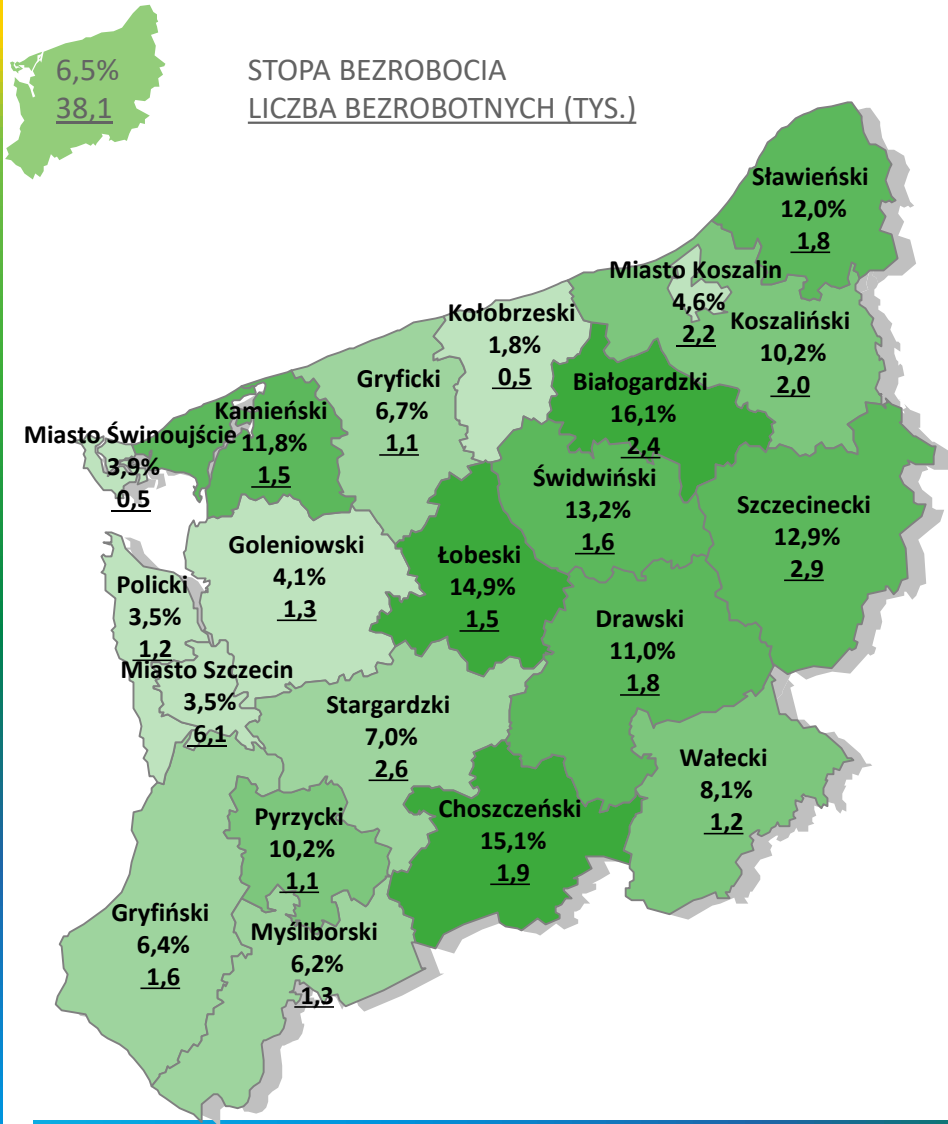 6,5%
38,1
STOPA BEZROBOCIA
LICZBA BEZROBOTNYCH (TYS.)
Sławieński
12,0%
1,8
Miasto Koszalin
4,6%
2,2
Koszaliński
10,2%
2,0
Kołobrzeski
1,8%
0,5
Białogardzki
16,1%
2,4
Gryficki
6,7%
1,1
Kamieński
11,8%
1,5
Miasto Świnoujście
3,9%
0,5
Świdwiński
13,2%
1,6
Szczecinecki
12,9%
2,9
Goleniowski
4,1%
1,3
Łobeski
14,9%
1,5
Policki
3,5%
1,2
Miasto Szczecin
3,5%
6,1
Drawski
11,0%
1,8
Stargardzki
7,0%
2,6
Wałecki
8,1%
1,2
Choszczeński
15,1%
1,9
Pyrzycki
10,2%
1,1
Gryfiński
6,4%
1,6
Myśliborski
6,2%
1,3